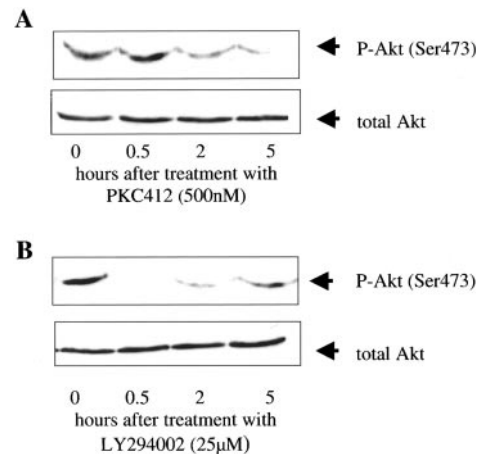 A
P-Akt (Ser473)
total Akt
0 0.5 2 5
hours after treatment with
PKC412 (500nM)
B
P-Akt (Ser473)
total Akt
0 0.5 2 5
hours after treatment with
LY294002 (25μM)